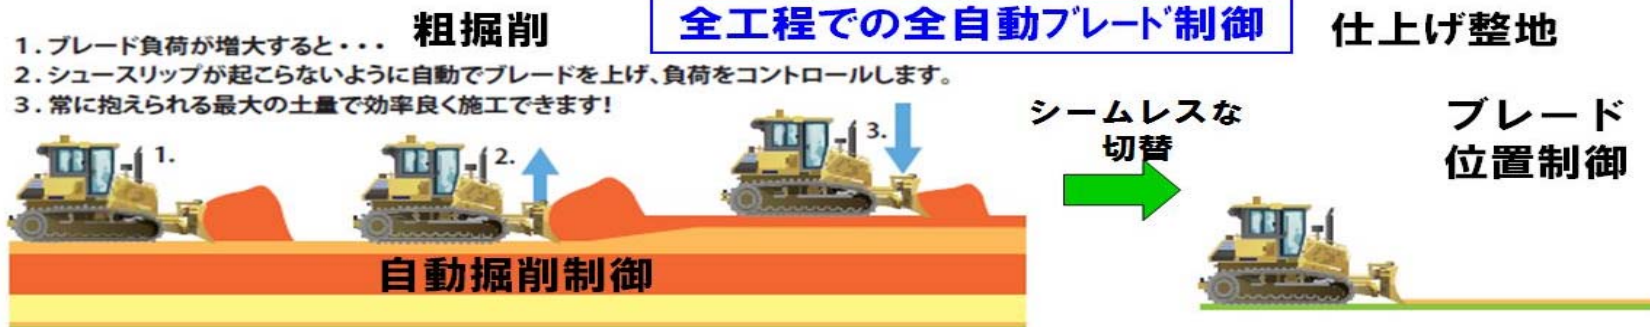 粗掘削
全工程での全自動ブレード制御
仕上げ整地
1. ブレード負荷が増大すると・・・
2. シュースリップが起こらないように自動でブレードを上げ、負荷をコントロールします。
3. 常に抱えられる最大の土量で効率良く施工できます!
1.
2.
3.
自動掘削制御
シームレスな
切替
ブレード
位置制御